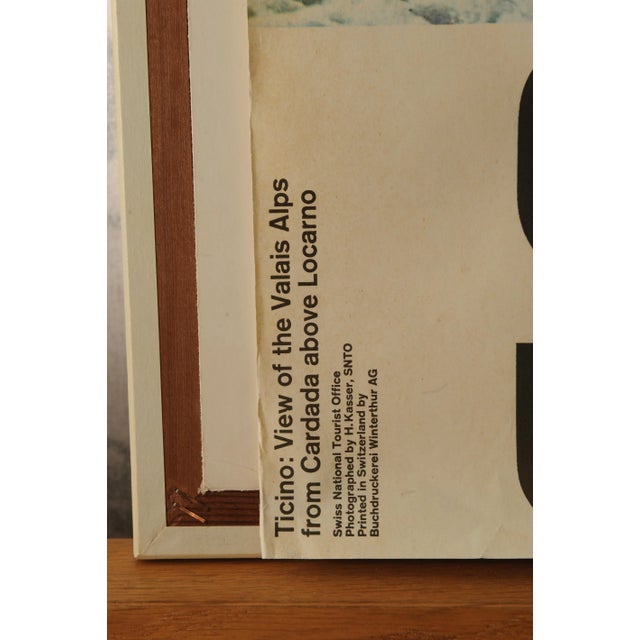 Ticino: View of the Valais Alps
from Cardada above Locarno
Swiss National Tourist Office
Photographed by H. Kasser, SNTO
Printed in Switzerland by
Buchdruckerei Winterthur AG